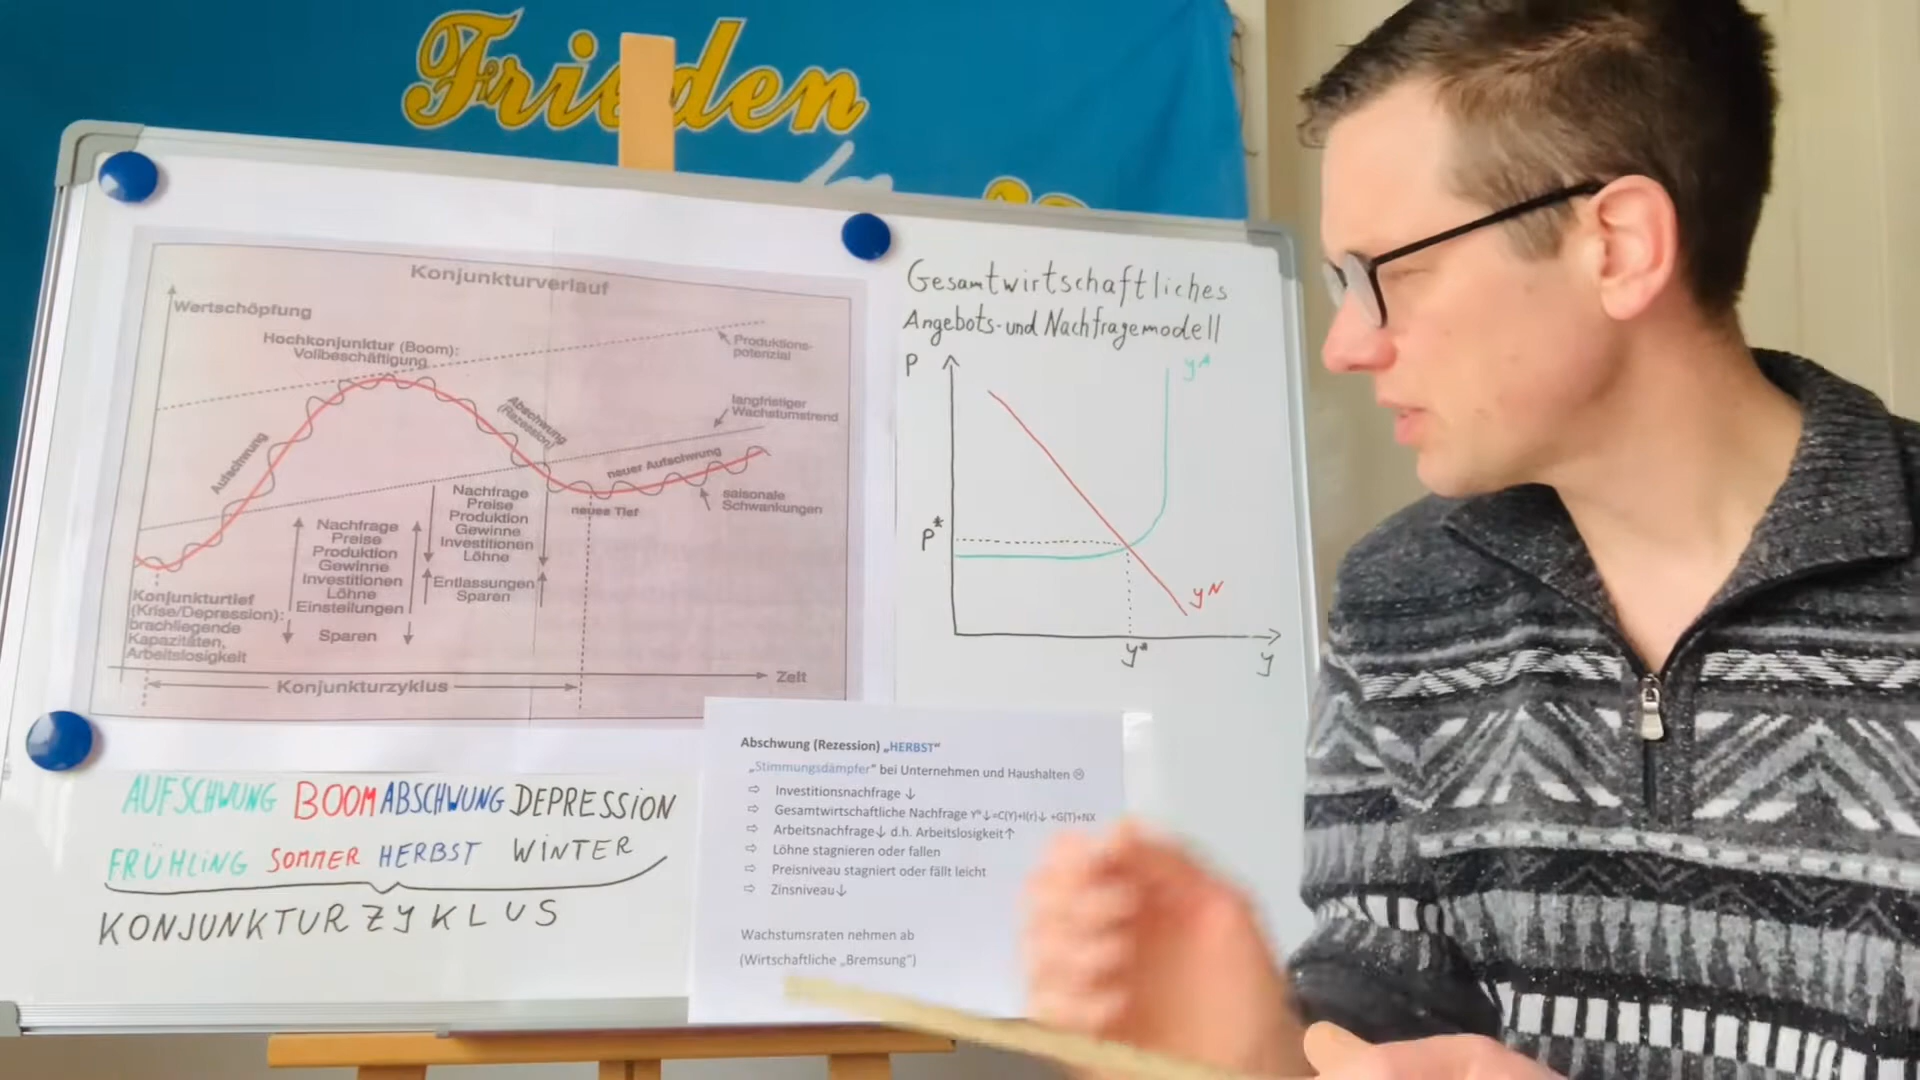 Frieden
Konjunkturverlauf
Wertschöpfung
Hochkonjunktur (Boom):
Vollbeschäftigung
Produktions-
potenzial
Aufschwung
Abschwung
(Rezession)
langfristiger
Wachstumstrend
neuer Aufschwung
saisonale
Schwankungen
neues Tief
Nachfrage
Preise
Produktion
Gewinne
Investitionen
Löhne
Einstellungen
Sparen
Nachfrage
Preise
Produktion
Gewinne
Investitionen
Löhne
Entlassungen
Sparen
Konjunkturtief
(Krise/Depression):
brachliegende
Kapazitäten,
Arbeitslosigkeit
Zeit
Konjunkturzyklus
Gesamtwirtschaftliches
Angebots- und Nachfragemodell
P
y^A
P*
y^N
y*
y
AUFSCHWUNG BOOM ABSCHWUNG DEPRESSION
FRÜHLING SOMMER HERBST WINTER
KONJUNKTURZYKLUS
Abschwung (Rezession) „HERBST“
„Stimmungsdämpfer“ bei Unternehmen und Haushalten ☹
⇨ Investitionsnachfrage ↓
⇨ Gesamtwirtschaftliche Nachfrage Yᴺ↓=C(Y)+I(r)↓ +G(T)+NX
⇨ Arbeitsnachfrage↓ d.h. Arbeitslosigkeit↑
⇨ Löhne stagnieren oder fallen
⇨ Preisniveau stagniert oder fällt leicht
⇨ Zinsniveau↓
Wachstumsraten nehmen ab
(Wirtschaftliche „Bremsung“)